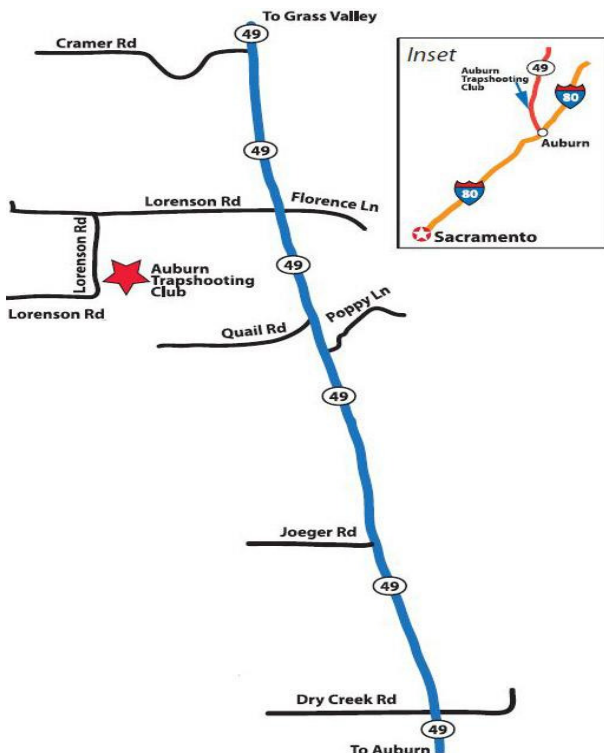 To Grass Valley
49
Cramer Rd
Inset
49
Auburn
Trapshooting
Club
80
Auburn
80
Sacramento
49
Lorenson Rd
Florence Ln
Lorenson Rd
49
Auburn
Trapshooting
Club
Lorenson Rd
Quail Rd
Poppy Ln
49
Joeger Rd
49
Dry Creek Rd
49
To Auburn